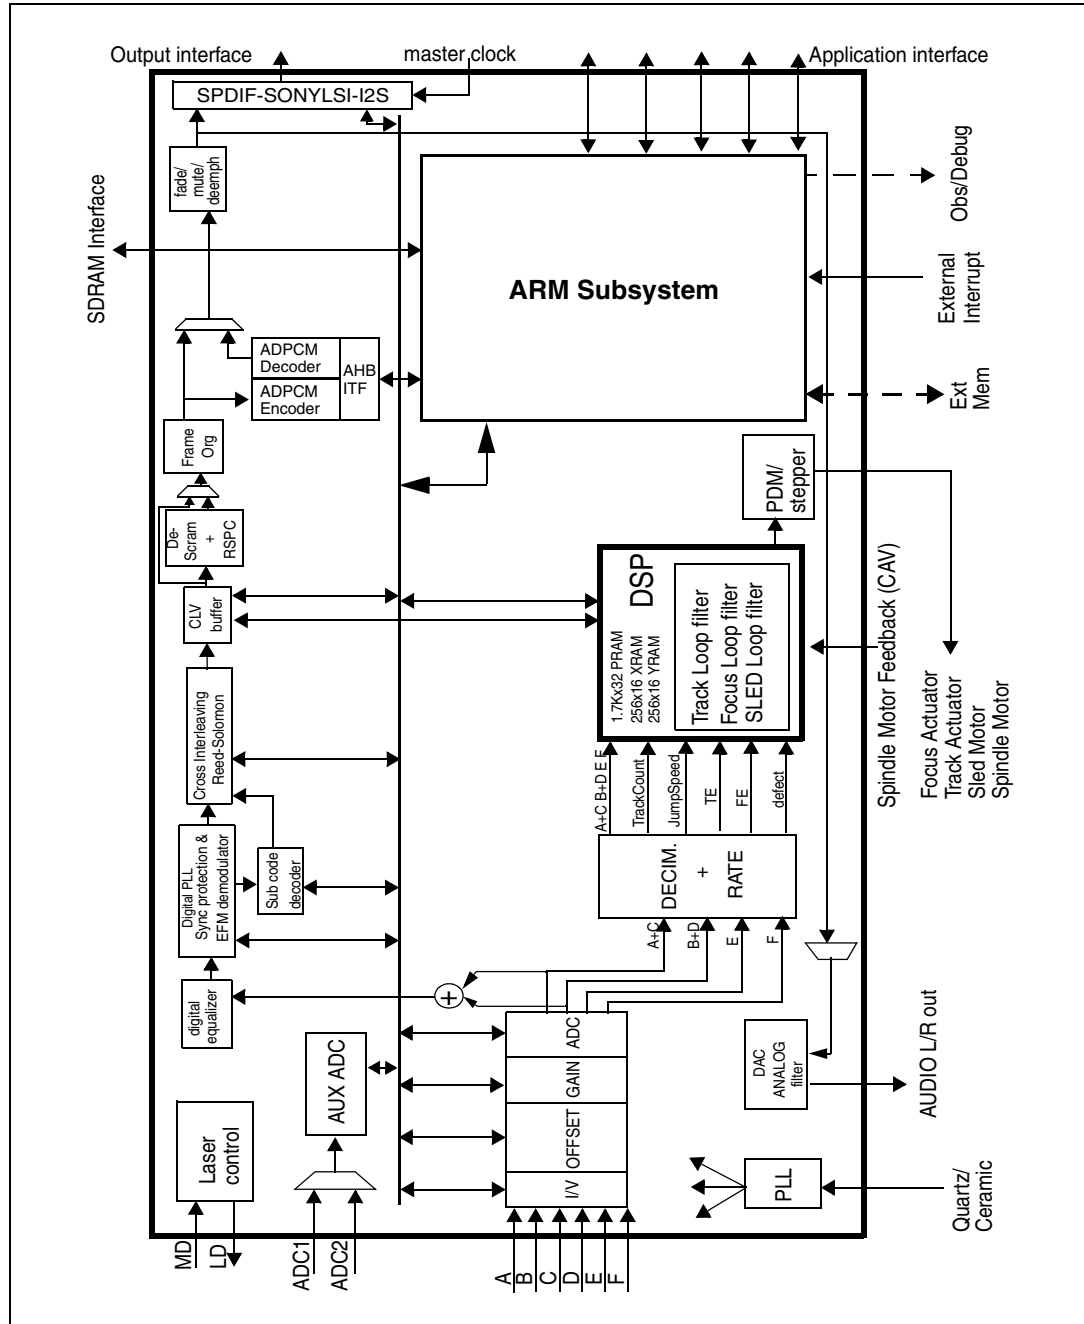 Output interface
master clock
Application interface
SPDIF-SONYLSI-I2S
fade/
mute/
deemph
SDRAM Interface
Obs/Debug
ARM Subsystem
External
Interrupt
ADPCM
Decoder
ADPCM
Encoder
AHB
ITF
Ext
Mem
Frame
Org
De-
Scram
+
RSPC
PDM/
stepper
CLV
buffer
DSP
1.7Kx32 PRAM
256x16 XRAM
256x16 YRAM
Track Loop filter
Focus Loop filter
SLED Loop filter
Spindle Motor Feedback (CAV)
Focus Actuator
Track Actuator
Sled Motor
Spindle Motor
Cross Interleaving
Reed-Solomon
A+C B+D E F
TrackCount
JumpSpeed
TE
FE
defect
Digital PLL
Sync protection &
EFM demodulator
Sub code
decoder
DECIM.
+
RATE
A+C
B+D
E
F
digital
equalizer
+
AUX ADC
I/V
OFFSET
GAIN
ADC
DAC
ANALOG
filter
AUDIO L/R out
Laser
control
PLL
Quartz/
Ceramic
MD
LD
ADC1
ADC2
A
B
C
D
E
F